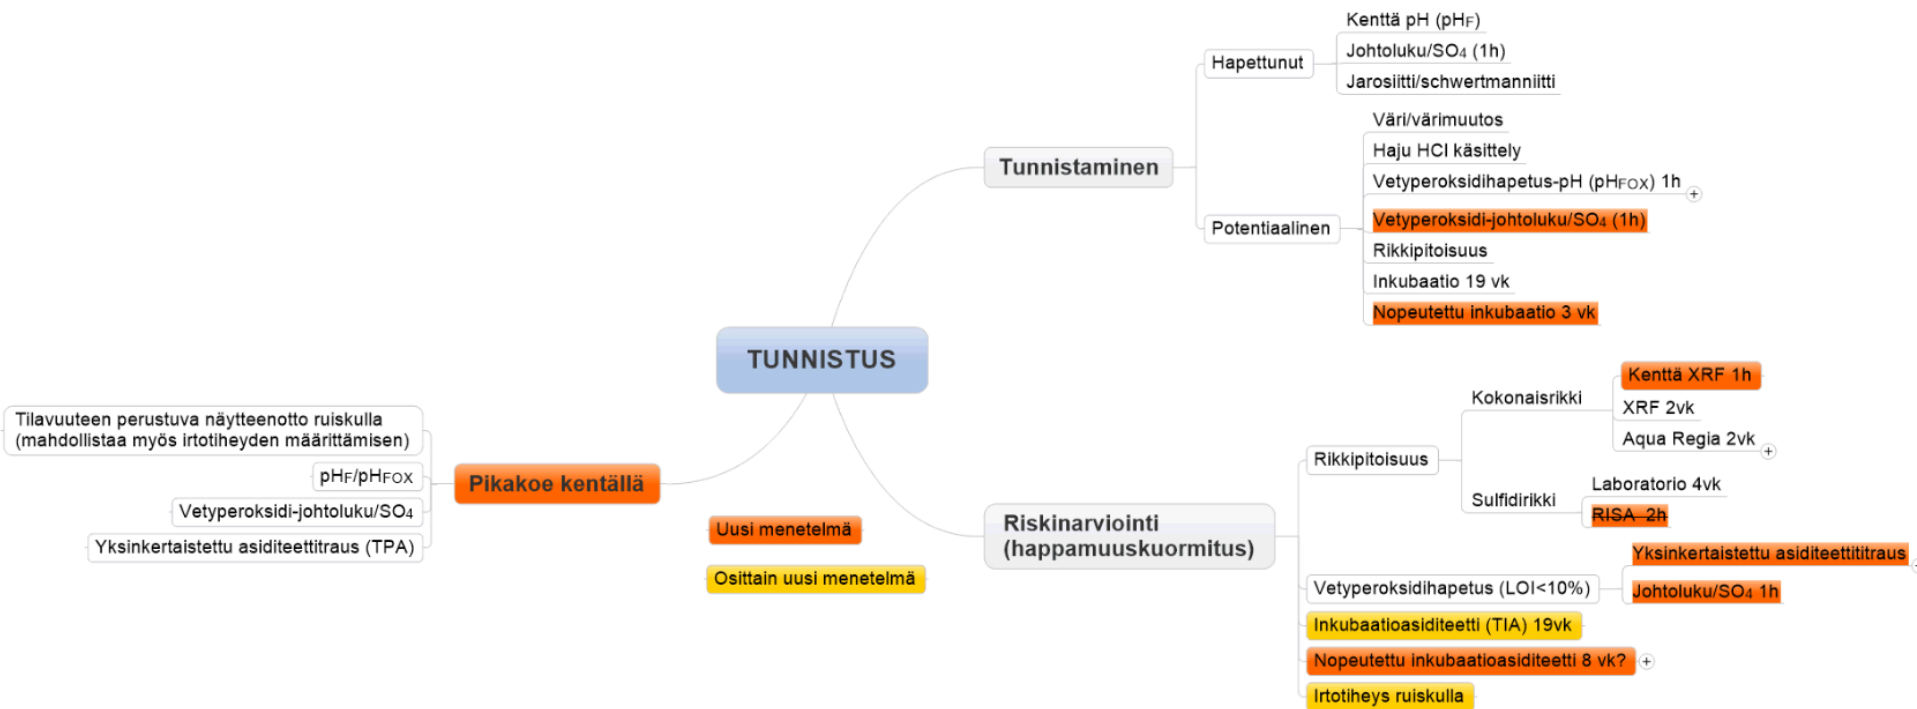 TUNNISTUS
Tunnistaminen
Hapettunut
Kenttä pH (pHF)
Johtoluku/SO4 (1h)
Jarosiitti/schwertmanniitti
Potentiaalinen
Väri/värimuutos
Haju HCl käsittely
Vetyperoksidihapetus-pH (pHFOX) 1h
Vetyperoksidi-johtoluku/SO4 (1h)
Rikkipitoisuus
Inkubaatio 19 vk
Nopeutettu inkubaatio 3 vk
Riskinarviointi
(happamuuskuormitus)
Rikkipitoisuus
Kokonaisrikki
Kenttä XRF 1h
XRF 2vk
Aqua Regia 2vk
Sulfidirikki
Laboratorio 4vk
RISA 2h
Vetyperoksidihapetus (LOI<10%)
Yksinkertaistettu asiditeettititraus
Johtoluku/SO4 1h
Inkubaatioasiditeetti (TIA) 19vk
Nopeutettu inkubaatioasiditeetti 8 vk?
Irtotiheys ruiskulla
Pikakoe kentällä
Tilavuuteen perustuva näytteenotto ruiskulla
(mahdollistaa myös irtotiheyden määrittämisen)
pHF/pHFOX
Vetyperoksidi-johtoluku/SO4
Yksinkertaistettu asiditeettitraus (TPA)
Uusi menetelmä
Osittain uusi menetelmä